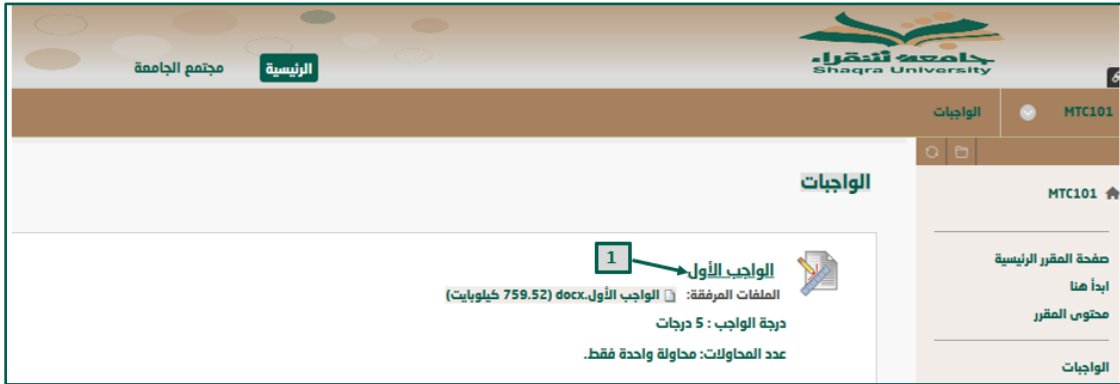 جامعة شقراء
Shaqra University
الرئيسية
مجتمع الجامعة
MTC101
الواجبات
MTC101
صفحة المقرر الرئيسية
ابدأ هنا
محتوى المقرر
الواجبات
الواجبات
1
الواجب الأول
الملفات المرفقة: الواجب الأول.docx (759.52 كيلوبايت)
درجة الواجب : 5 درجات
عدد المحاولات: محاولة واحدة فقط.